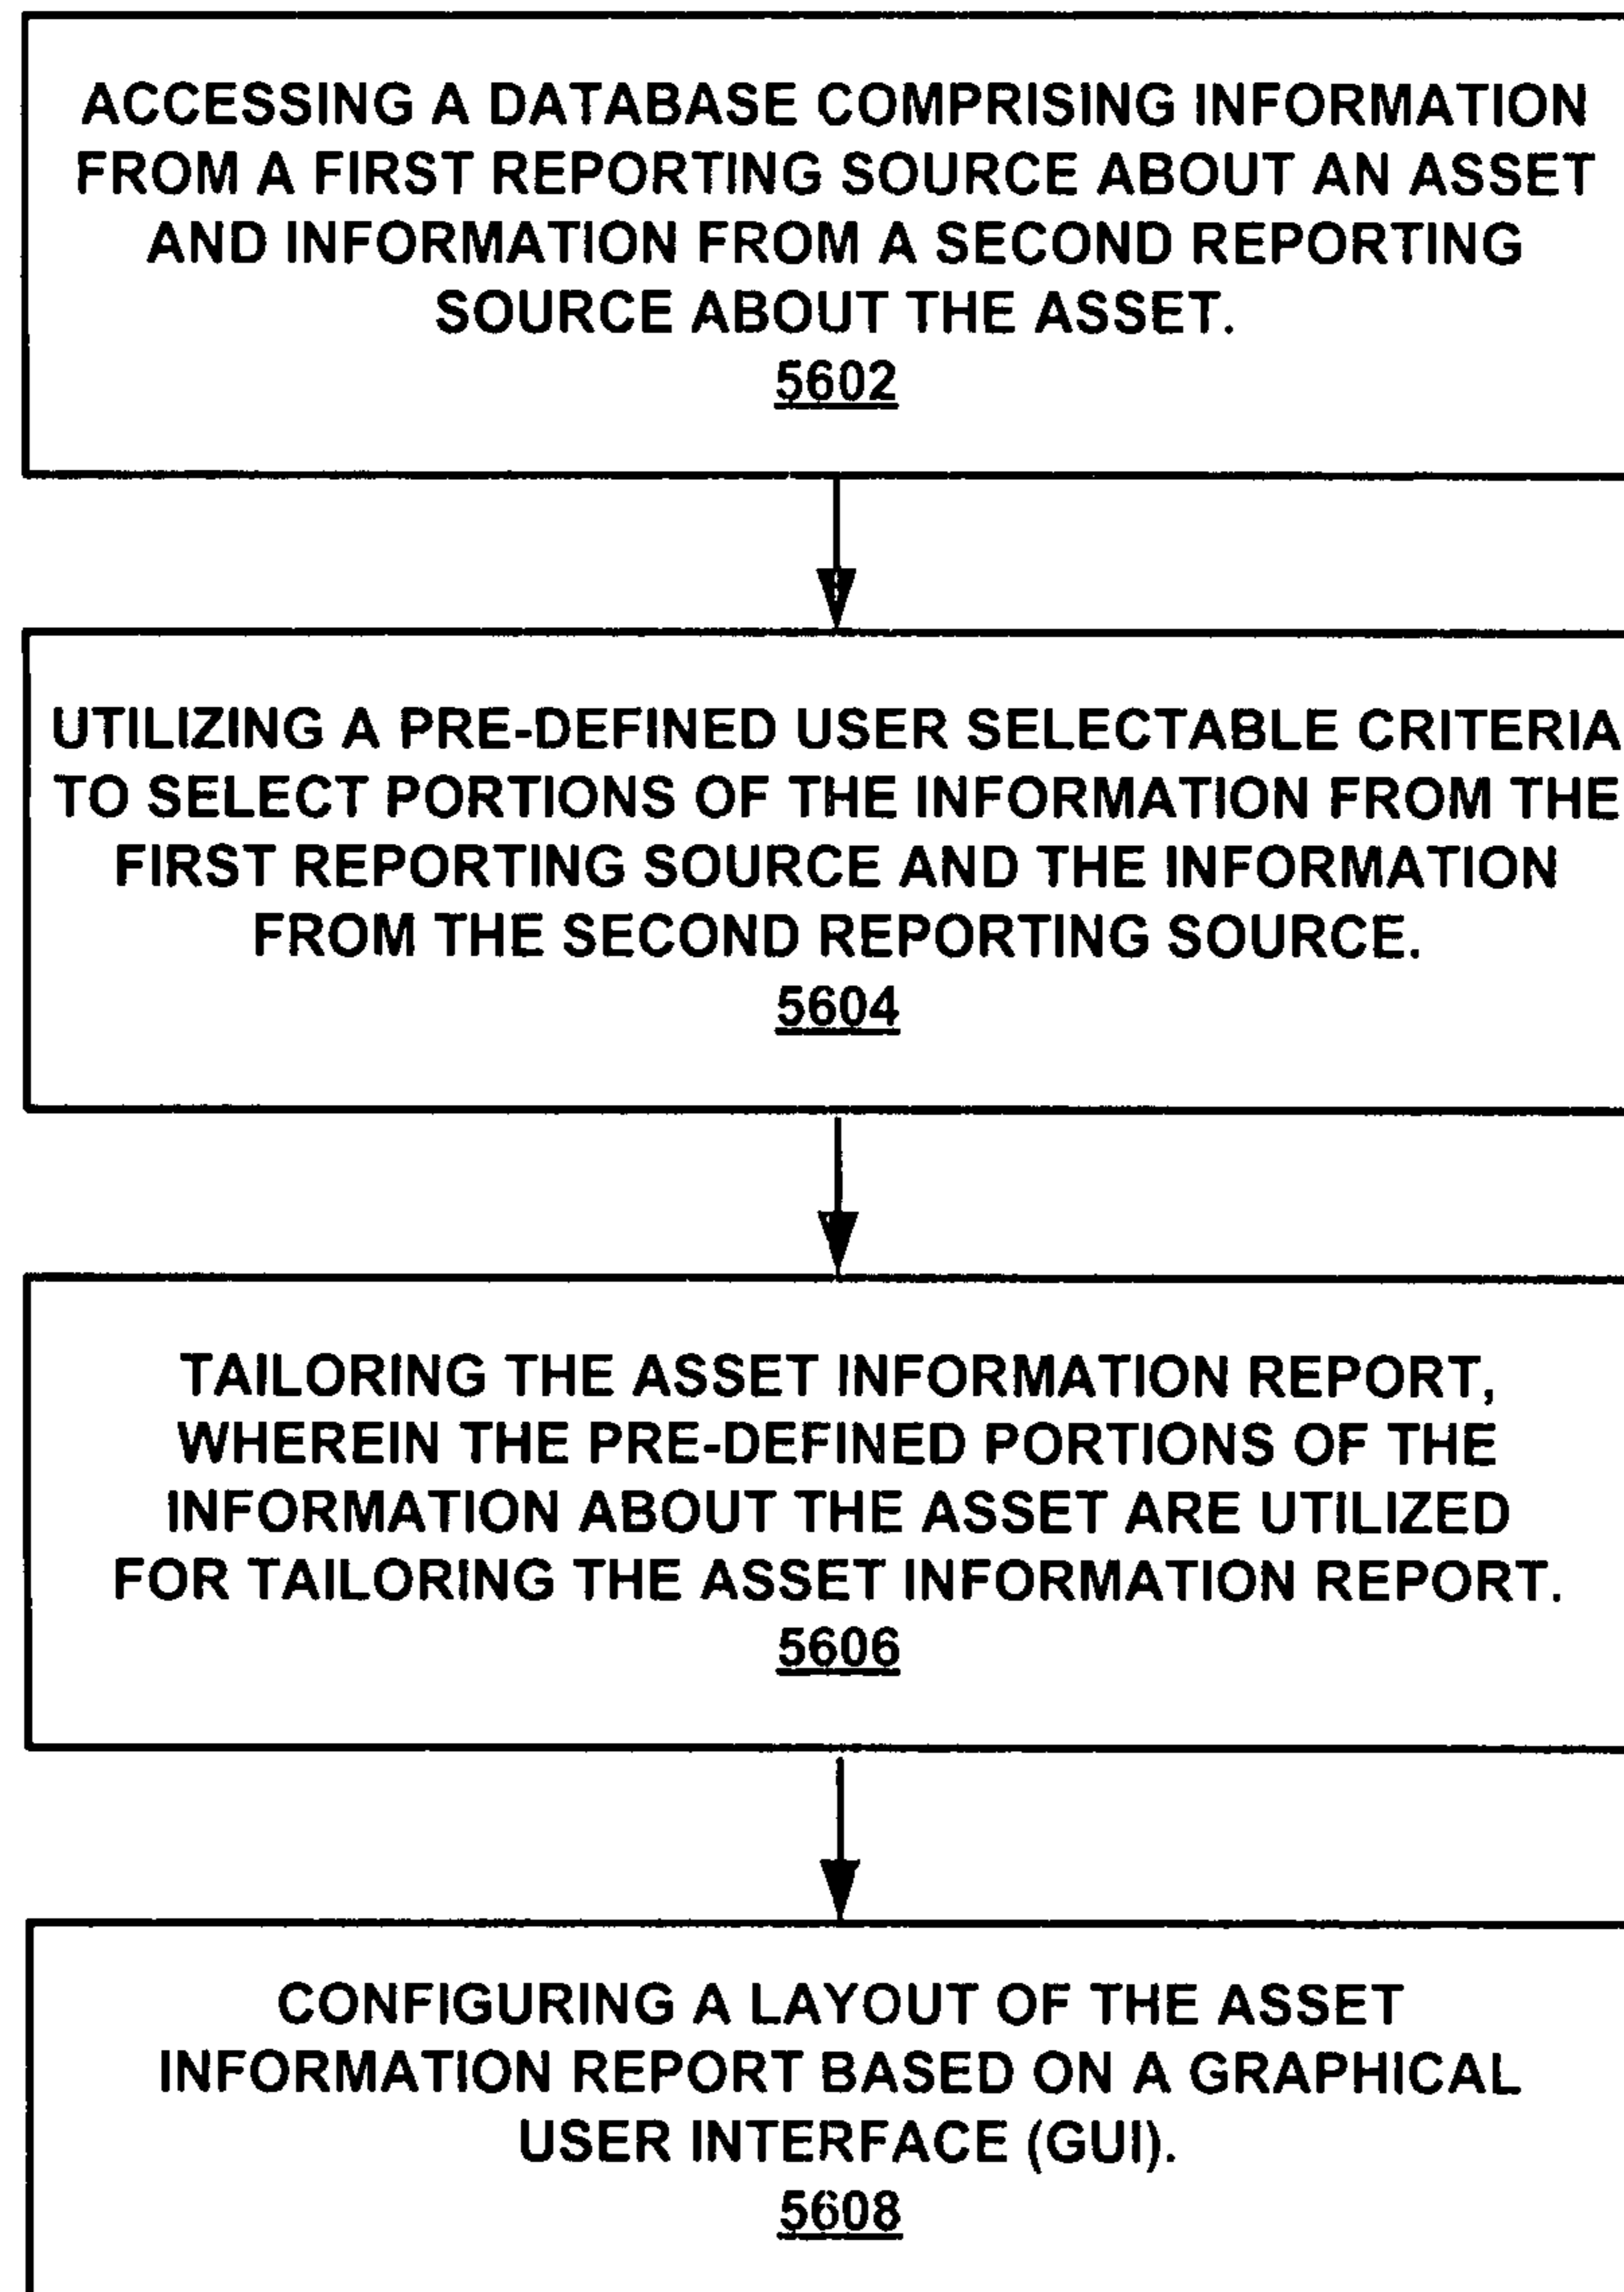 ACCESSING A DATABASE COMPRISING INFORMATION
FROM A FIRST REPORTING SOURCE ABOUT AN ASSET
AND INFORMATION FROM A SECOND REPORTING
SOURCE ABOUT THE ASSET.
5602
UTILIZING A PRE-DEFINED USER SELECTABLE CRITERIA
TO SELECT PORTIONS OF THE INFORMATION FROM THE
FIRST REPORTING SOURCE AND THE INFORMATION
FROM THE SECOND REPORTING SOURCE.
5604
TAILORING THE ASSET INFORMATION REPORT,
WHEREIN THE PRE-DEFINED PORTIONS OF THE
INFORMATION ABOUT THE ASSET ARE UTILIZED
FOR TAILORING THE ASSET INFORMATION REPORT.
5606
CONFIGURING A LAYOUT OF THE ASSET
INFORMATION REPORT BASED ON A GRAPHICAL
USER INTERFACE (GUI).
5608